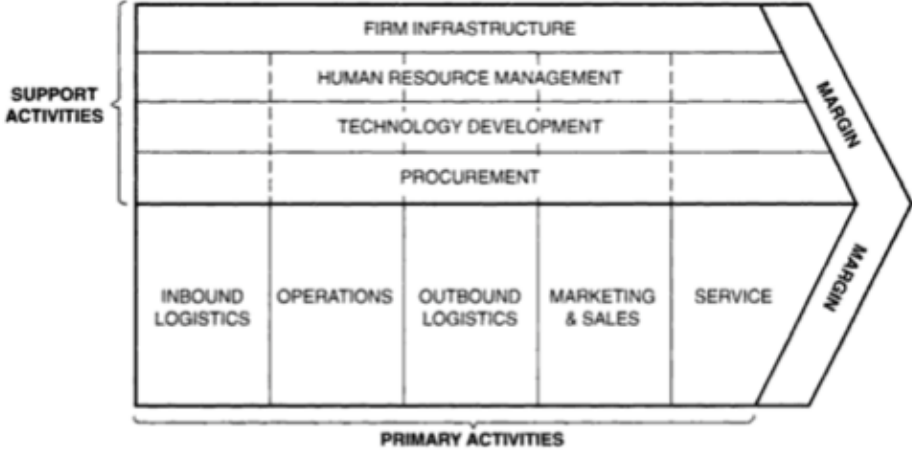 FIRM INFRASTRUCTURE
HUMAN RESOURCE MANAGEMENT
SUPPORT
ACTIVITIES
TECHNOLOGY DEVELOPMENT
PROCUREMENT
MARGIN
INBOUND
LOGISTICS
OPERATIONS
OUTBOUND
LOGISTICS
MARKETING
& SALES
SERVICE
MARGIN
PRIMARY ACTIVITIES